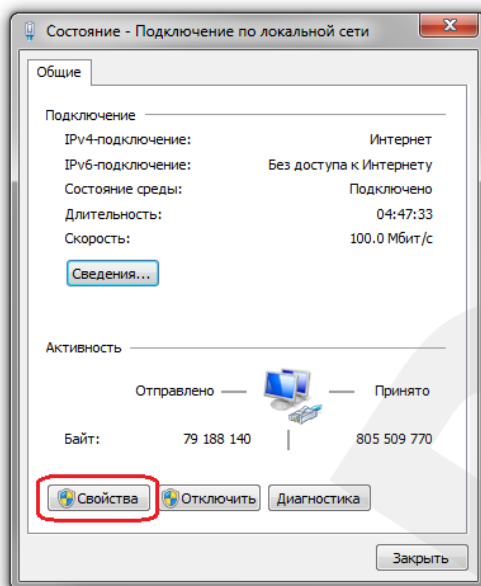 Состояние - Подключение по локальной сети
Общие
Подключение
IPv4-подключение: Интернет
IPv6-подключение: Без доступа к Интернету
Состояние среды: Подключено
Длительность: 04:47:33
Скорость: 100.0 Мбит/с
Сведения...
Активность
Отправлено — — Принято
Байт: 79 188 140 | 805 509 770
Свойства Отключить Диагностика
Закрыть